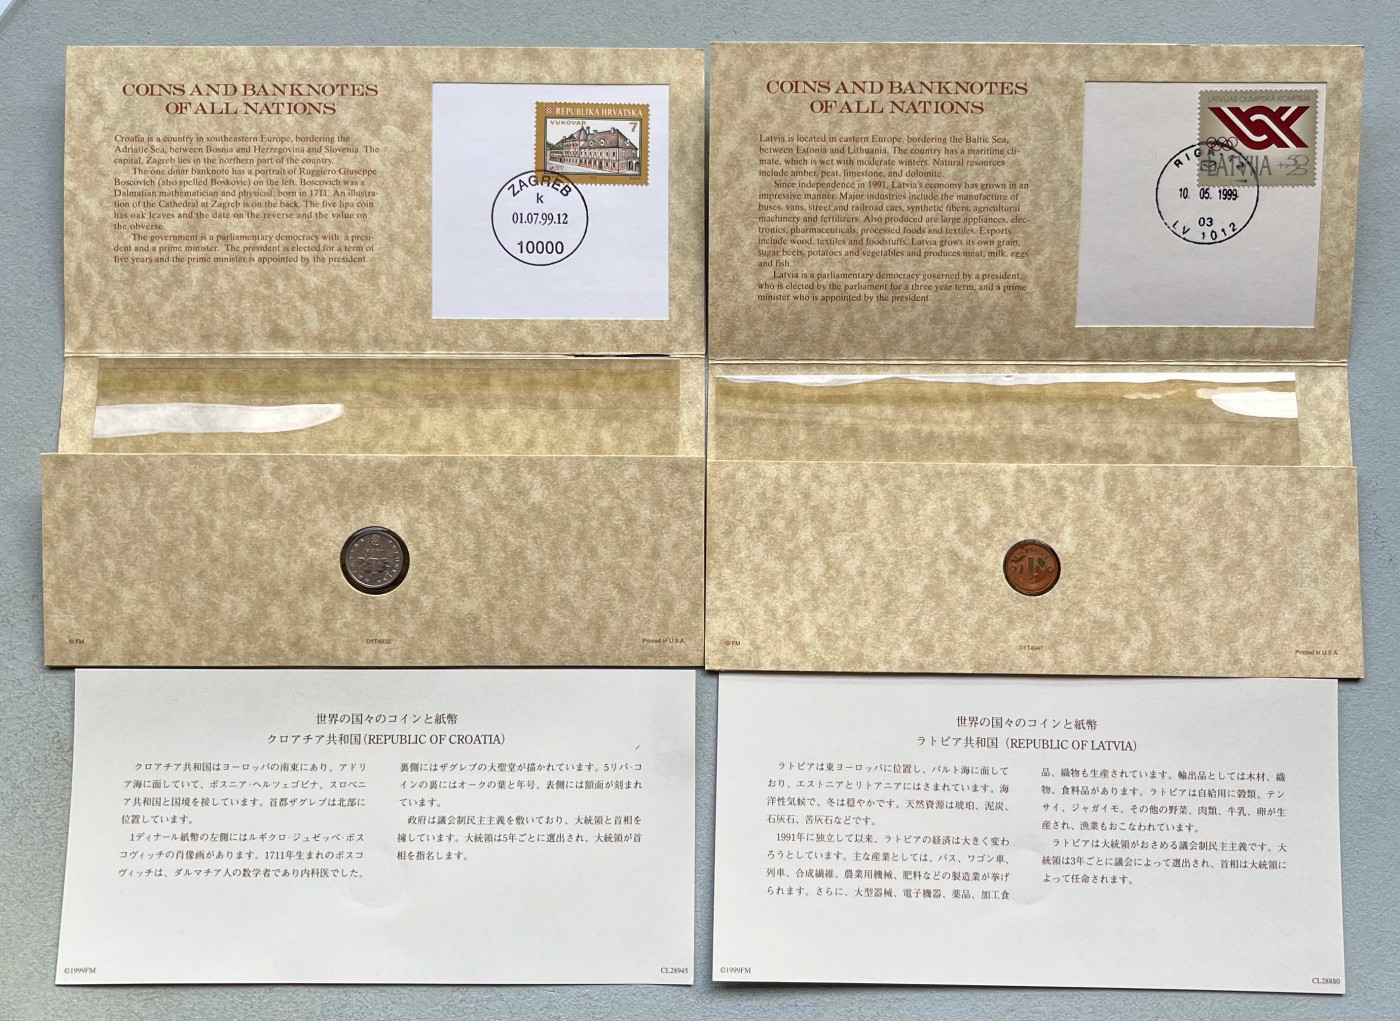 COINS AND BANKNOTES
OF ALL NATIONS
Croatia is a country in southeastern Europe, bordering the
Adriatic Sea, between Bosnia and Herzegovina and Slovenia. The
capital, Zagreb lies in the northern part of the country.
The one dinar banknote has a portrait of Ruggiero Giuseppe
Boscovich (also spelled Boskovic) on the left. Boscovich was a
Dalmatian mathematician and physicist, born in 1711. An illustra-
tion of the Cathedral at Zagreb is on the back. The five lipa coin
has oak leaves and the date on the reverse and the value on
the obverse.
The government is a parliamentary democracy with a presi-
dent and a prime minister. The president is elected for a term of
five years and the prime minister is appointed by the president.
REPUBLIKA HRVATSKA
VUKOVAR
7
ZAGREB
k
01.07.99.12
10000
© FM
Printed in U.S.A.
世界の国々のコインと紙幣
クロアチア共和国(REPUBLIC OF CROATIA)
クロアチア共和国はヨーロッパの南東にあり、アドリ
ア海に面していて、ボスニア・ヘルツェゴビナ、スロベニ
ア共和国と国境を接しています。首都ザグレブは北部に
位置しています。
1ディナール紙幣の左側にはルギクロ・ジュゼッペ・ボス
コヴィッチの肖像画があります。1711年生まれのボスコ
ヴィッチは、ダルマチア人の数学者であり内科医でした。
裏側にはザグレブの大聖堂が描かれています。5リパ・コ
インの裏にはオークの葉と年号、表側には額面が刻まれ
ています。
政府は議会制民主主義を敷いており、大統領と首相を
擁しています。大統領は5年ごとに選出され、大統領が首
相を指名します。
©1999FM
CL28945
COINS AND BANKNOTES
OF ALL NATIONS
Latvia is located in eastern Europe, bordering the Baltic Sea,
between Estonia and Lithuania. The country has a maritime cli-
mate, which is wet with moderate winters. Natural resources
include amber, peat, limestone, and dolomite.
Since independence in 1991, Latvia's economy has grown in an
impressive manner. Major industries include the manufacture of
buses, vans, street and railroad cars, synthetic fibers, agricultural
machinery and fertilizers. Also produced are large appliances, elec-
tronics, pharmaceuticals, processed foods and textiles. Exports
include wood, textiles and foodstuffs. Latvia grows its own grain,
sugar beets, potatoes and vegetables and produces meat, milk, eggs
and fish.
Latvia is a parliamentary democracy governed by a president,
who is elected by the parliament for a three year term, and a prime
minister who is appointed by the president.
LATVIJAS OLIMPISKĀ KOMITEJA
LATVIJA
RIGA
10. 05. 1999
03
LV 1012
© FM
D1T4947
Printed in U.S.A.
世界の国々のコインと紙幣
ラトビア共和国 (REPUBLIC OF LATVIA)
ラトビアは東ヨーロッパに位置し、バルト海に面して
おり、エストニアとリトアニアにはさまれています。海
洋性気候で、冬は穏やかです。天然資源は琥珀、泥炭、
石灰石、苦灰石などです。
1991年に独立して以来、ラトビアの経済は大きく変わ
ろうとしています。主な産業としては、バス、ワゴン車、
列車、合成繊維、農業用機械、肥料などの製造業が挙げ
られます。さらに、大型器械、電子機器、薬品、加工食
品、織物も生産されています。輸出品としては木材、織
物、食料品があります。ラトビアは自給用に穀類、テン
サイ、ジャガイモ、その他の野菜、肉類、牛乳、卵が生
産され、漁業もおこなわれています。
ラトビアは大統領がおさめる議会制民主主義です。大
統領は3年ごとに議会によって選出され、首相は大統領に
よって任命されます。
©1999FM
CL28880